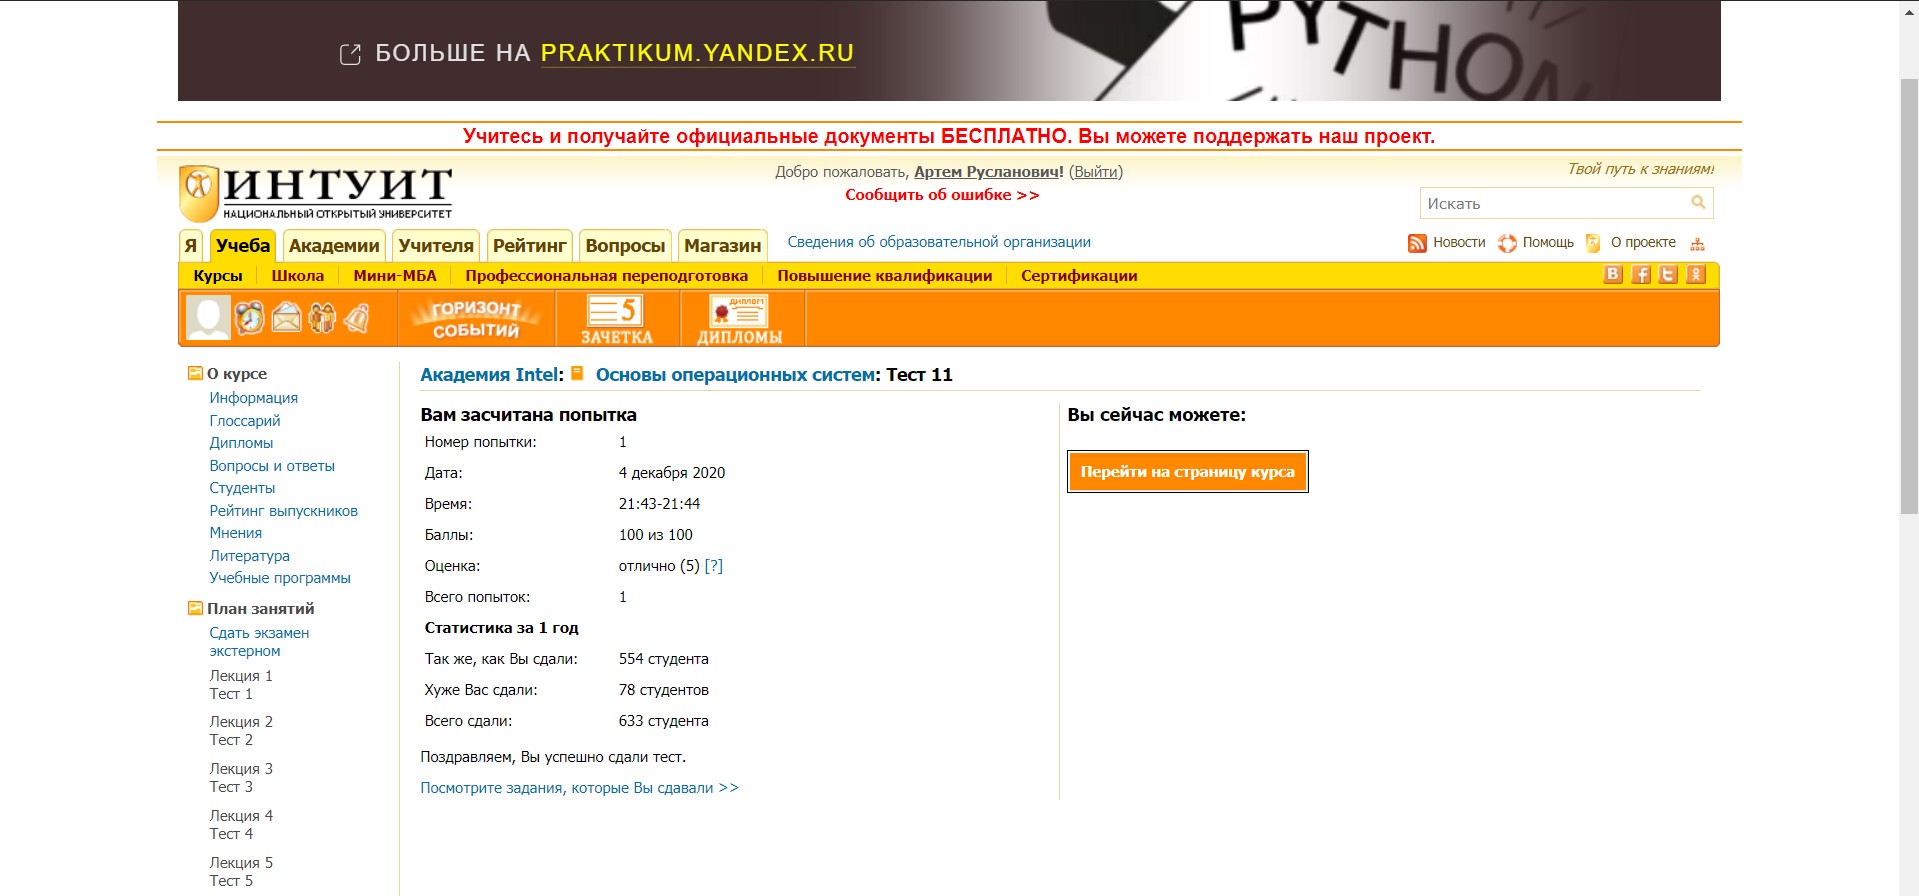 БОЛЬШЕ НА PRAKTIKUM.YANDEX.RU
PYTHON
Учитесь и получайте официальные документы БЕСПЛАТНО. Вы можете поддержать наш проект.
ИНТУИТ
НАЦИОНАЛЬНЫЙ ОТКРЫТЫЙ УНИВЕРСИТЕТ
Добро пожаловать, Артем Русланович! (Выйти)
Сообщить об ошибке >>
Твой путь к знаниям!
Искать
Я Учеба Академии Учителя Рейтинг Вопросы Магазин Сведения об образовательной организации
Новости Помощь О проекте
Курсы Школа Мини-МБА Профессиональная переподготовка Повышение квалификации Сертификации
ГОРИЗОНТ СОБЫТИЙ
5 ЗАЧЕТКА
ДИПЛОМ ДИПЛОМЫ
О курсе
Информация
Глоссарий
Дипломы
Вопросы и ответы
Студенты
Рейтинг выпускников
Мнения
Литература
Учебные программы
План занятий
Сдать экзамен
экстерном
Лекция 1
Тест 1
Лекция 2
Тест 2
Лекция 3
Тест 3
Лекция 4
Тест 4
Лекция 5
Тест 5
Академия Intel: Основы операционных систем: Тест 11
Вам засчитана попытка
Номер попытки: 1
Дата: 4 декабря 2020
Время: 21:43-21:44
Баллы: 100 из 100
Оценка: отлично (5) [?]
Всего попыток: 1
Статистика за 1 год
Так же, как Вы сдали: 554 студента
Хуже Вас сдали: 78 студентов
Всего сдали: 633 студента
Поздравляем, Вы успешно сдали тест.
Посмотрите задания, которые Вы сдавали >>
Вы сейчас можете:
Перейти на страницу курса